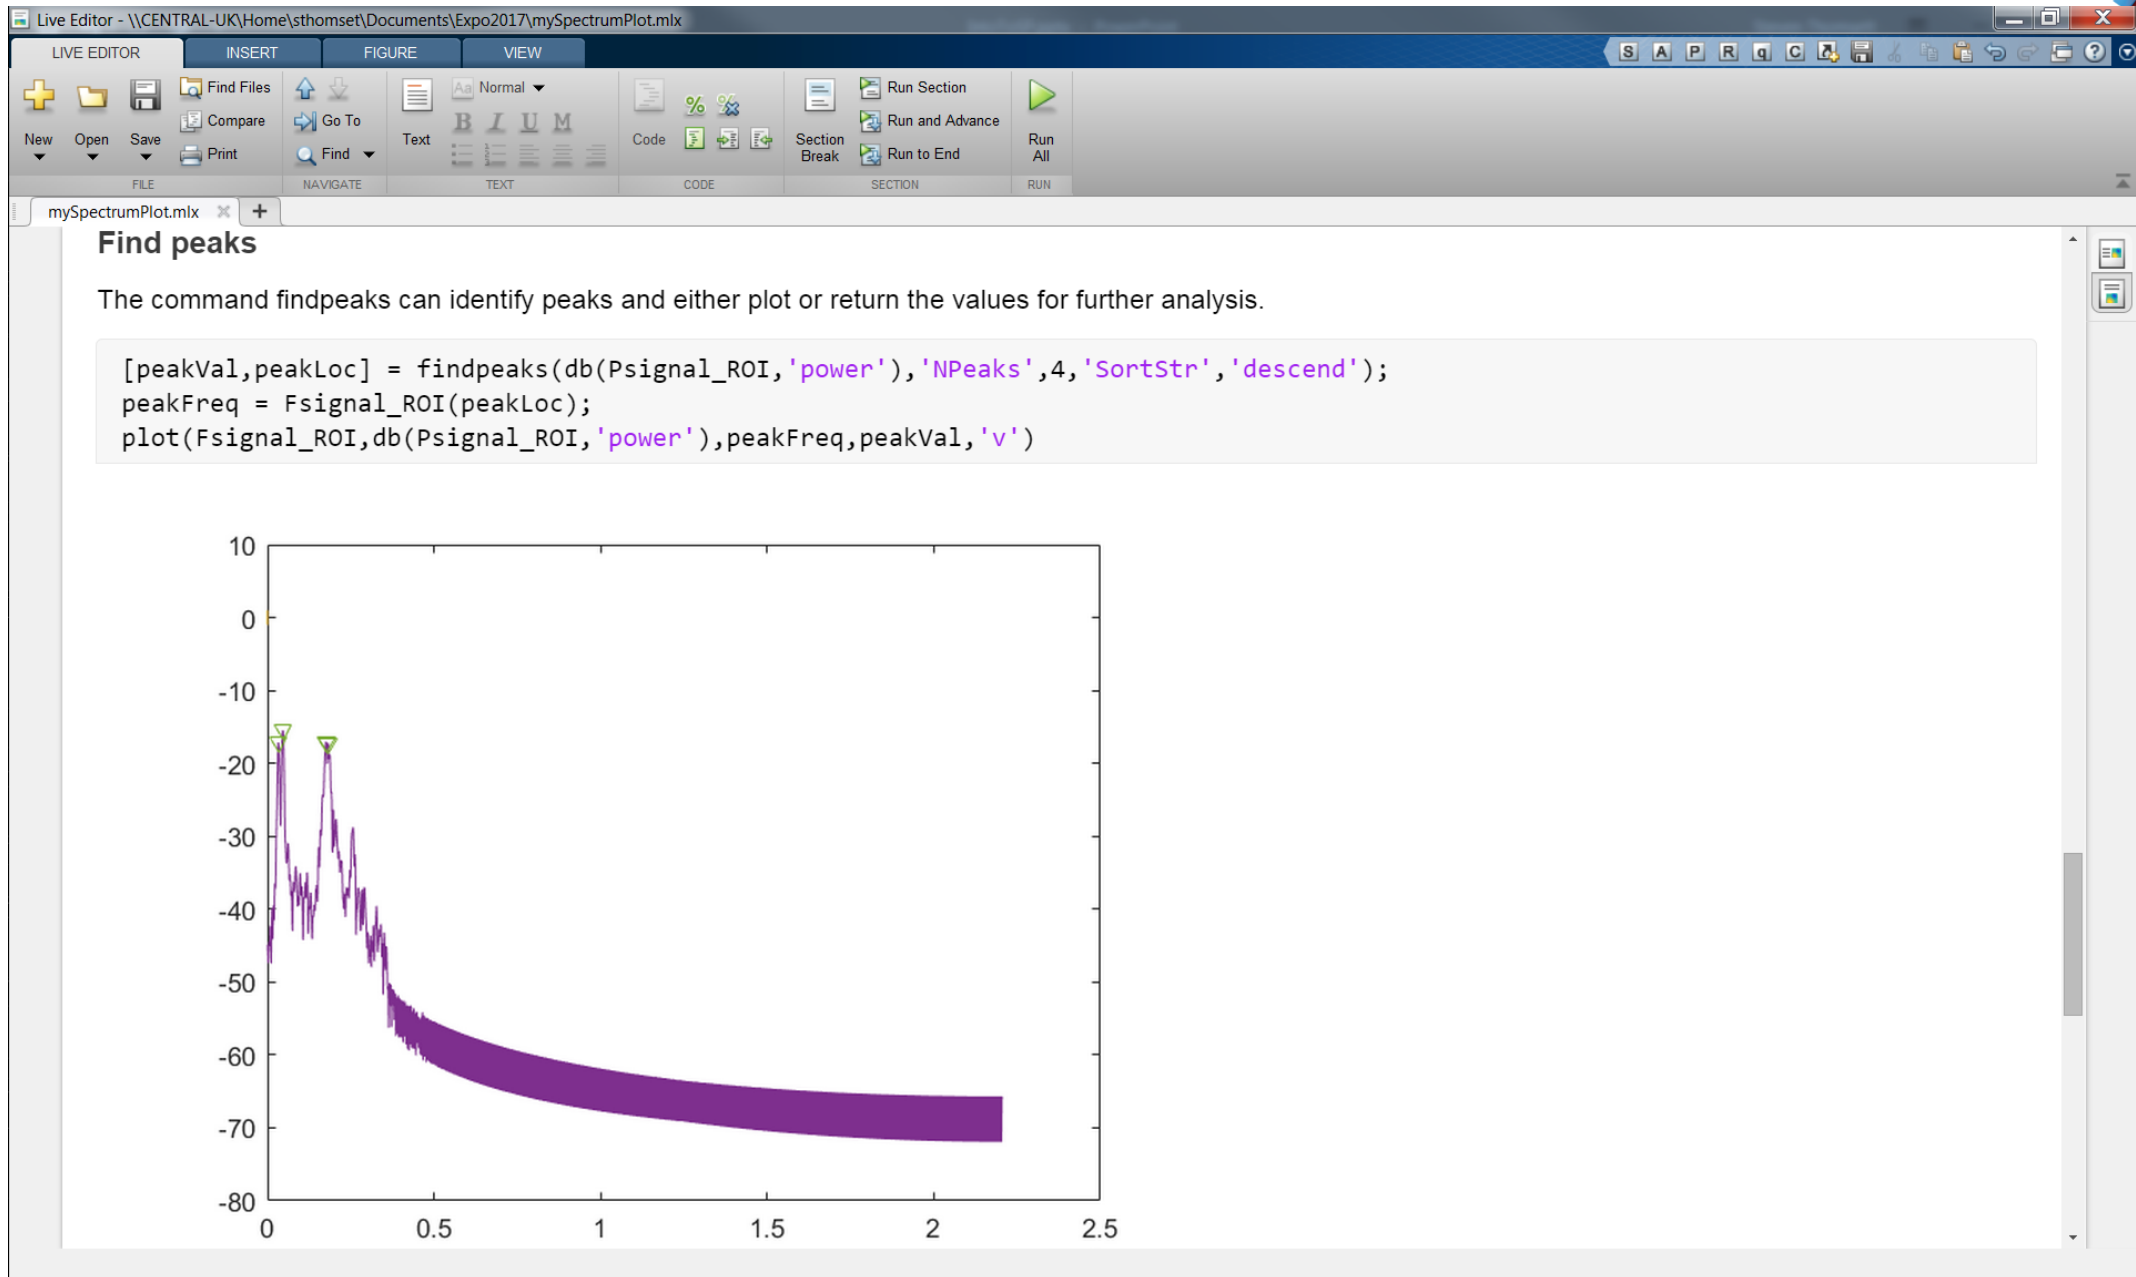 Live Editor - \\CENTRAL-UK\Home\sthomset\Documents\Expo2017\mySpectrumPlot.mlx
LIVE EDITOR INSERT FIGURE VIEW
S A P R q C
New Open Save
Find Files
Compare
Print
Go To
Find
Text
Aa Normal
B I U M
Code
Section Break
Run Section
Run and Advance
Run to End
Run All
FILE NAVIGATE TEXT CODE SECTION RUN
mySpectrumPlot.mlx
Find peaks
The command findpeaks can identify peaks and either plot or return the values for further analysis.
[peakVal,peakLoc] = findpeaks(db(Psignal_ROI,'power'),'NPeaks',4,'SortStr','descend');
peakFreq = Fsignal_ROI(peakLoc);
plot(Fsignal_ROI,db(Psignal_ROI,'power'),peakFreq,peakVal,'v')
10
0
-10
-20
-30
-40
-50
-60
-70
-80
0 0.5 1 1.5 2 2.5